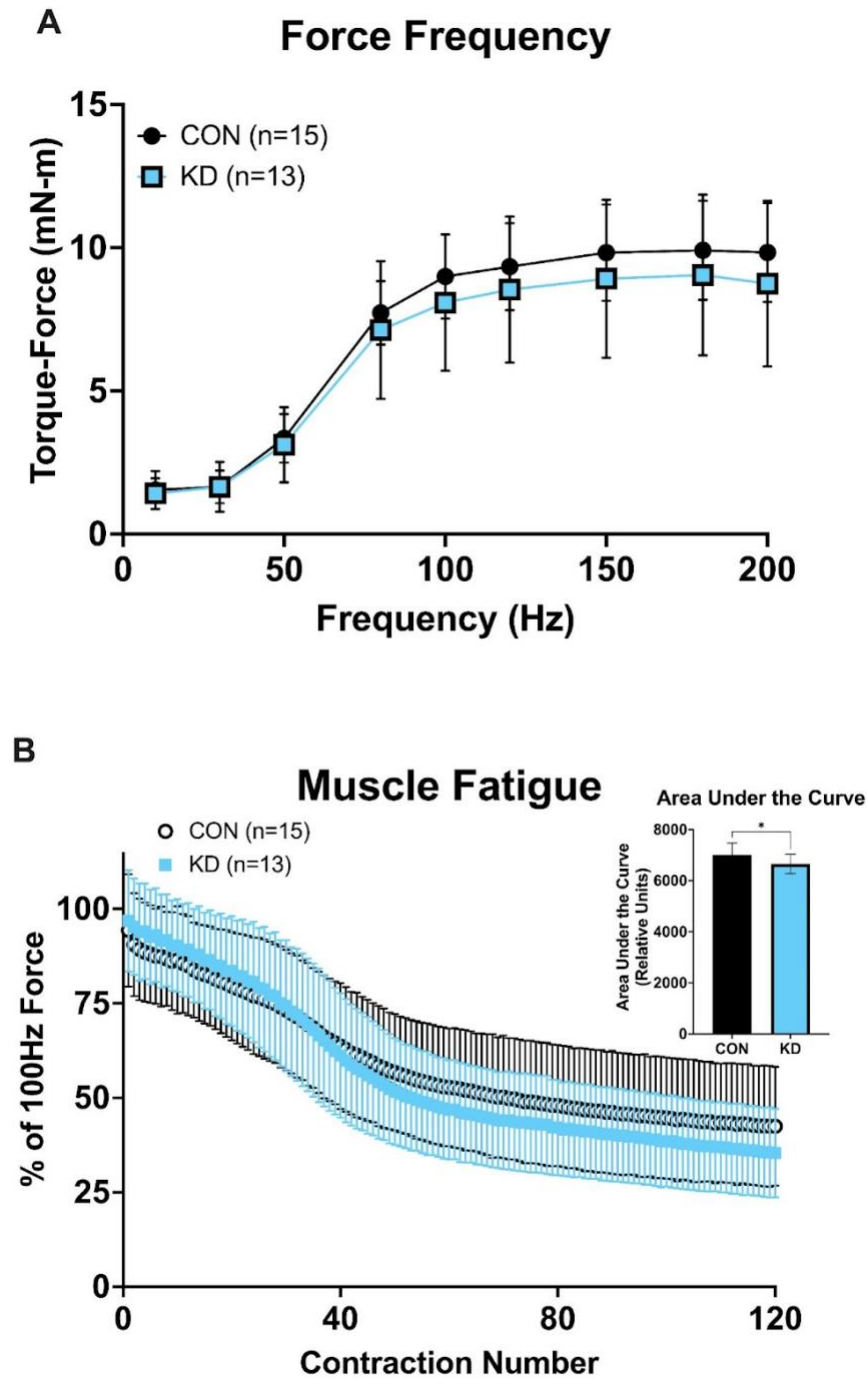 A
Force Frequency
15
CON (n=15)
KD (n=13)
10
5
0
Torque-Force (mN-m)
0 50 100 150 200
Frequency (Hz)
B
Muscle Fatigue
CON (n=15)
KD (n=13)
100
75
50
25
0
% of 100Hz Force
0 40 80 120
Contraction Number
Area Under the Curve
8000
6000
4000
2000
0
Area Under the Curve
(Relative Units)
*
CON KD